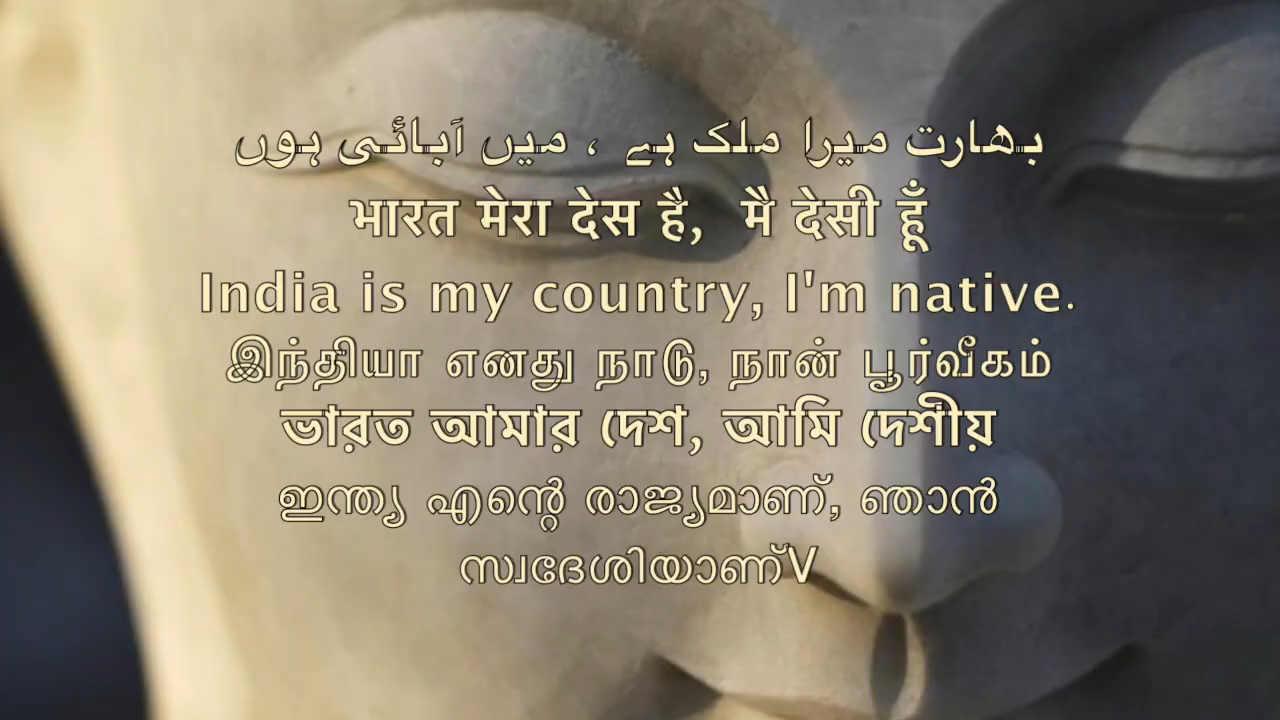 بھارت میرا ملک ہے ، میں آبائی ہوں
भारत मेरा देस है, मै देसी हूँ
India is my country, I'm native.
இந்தியா எனது நாடு, நான் பூர்வீகம்
ভারত আমার দেশ, আমি দেশীয়
ഇന്ത്യ എന്റെ രാജ്യമാണ്, ഞാൻ
സ്വദേശിയാണ്V